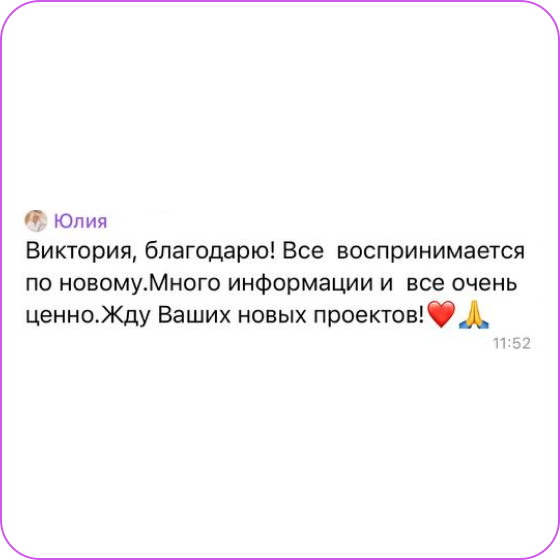 Юлия
Виктория, благодарю! Все  воспринимается
по новому.Много информации и  все очень
ценно.Жду Ваших новых проектов!❤️🙏
11:52